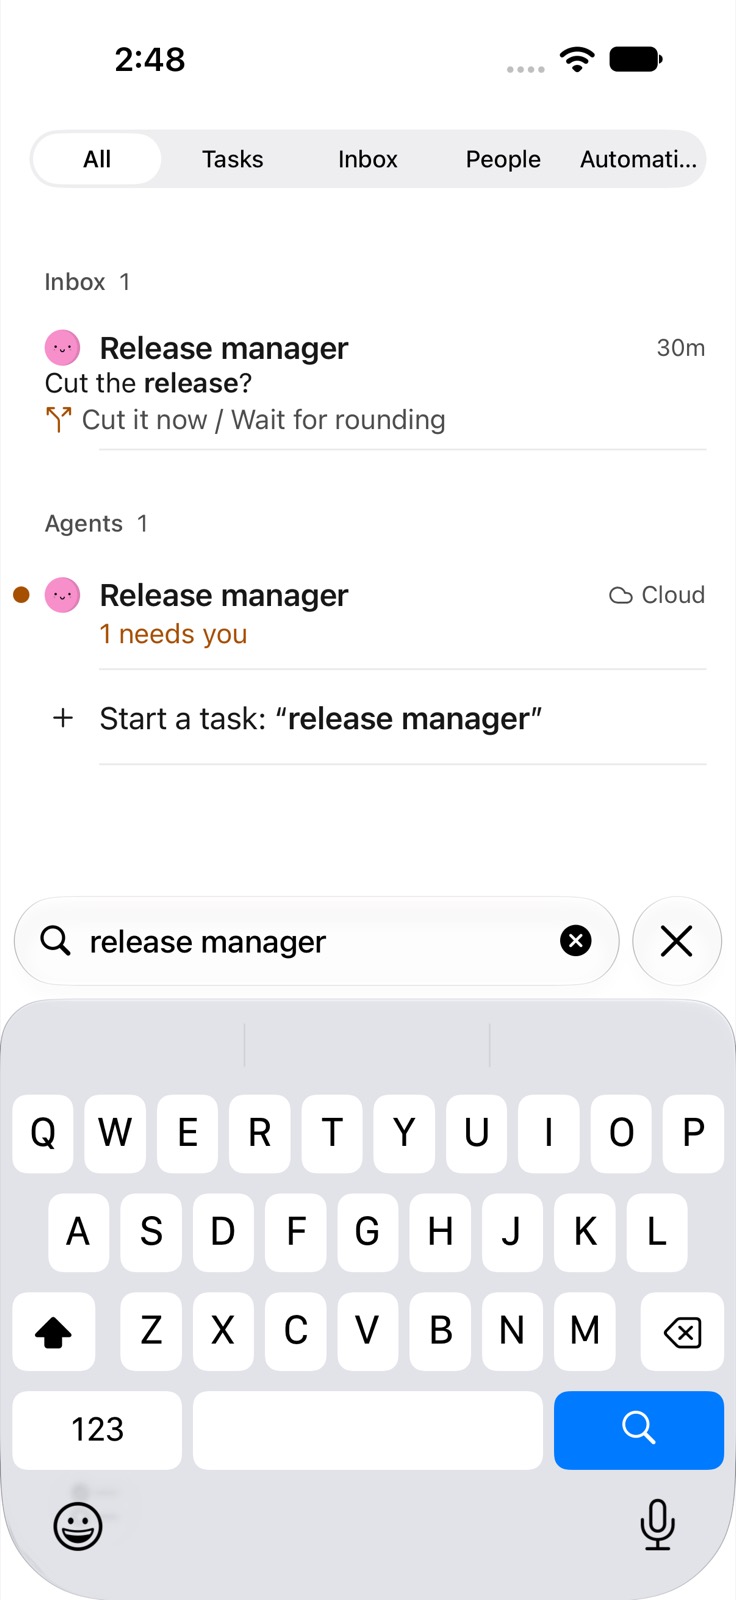 2:48
All Tasks Inbox People Automati...
Inbox 1
Release manager 30m
Cut the release?
Cut it now / Wait for rounding
Agents 1
Release manager Cloud
1 needs you
+ Start a task: “release manager”
release manager
Q W E R T Y U I O P
A S D F G H J K L
Z X C V B N M
123